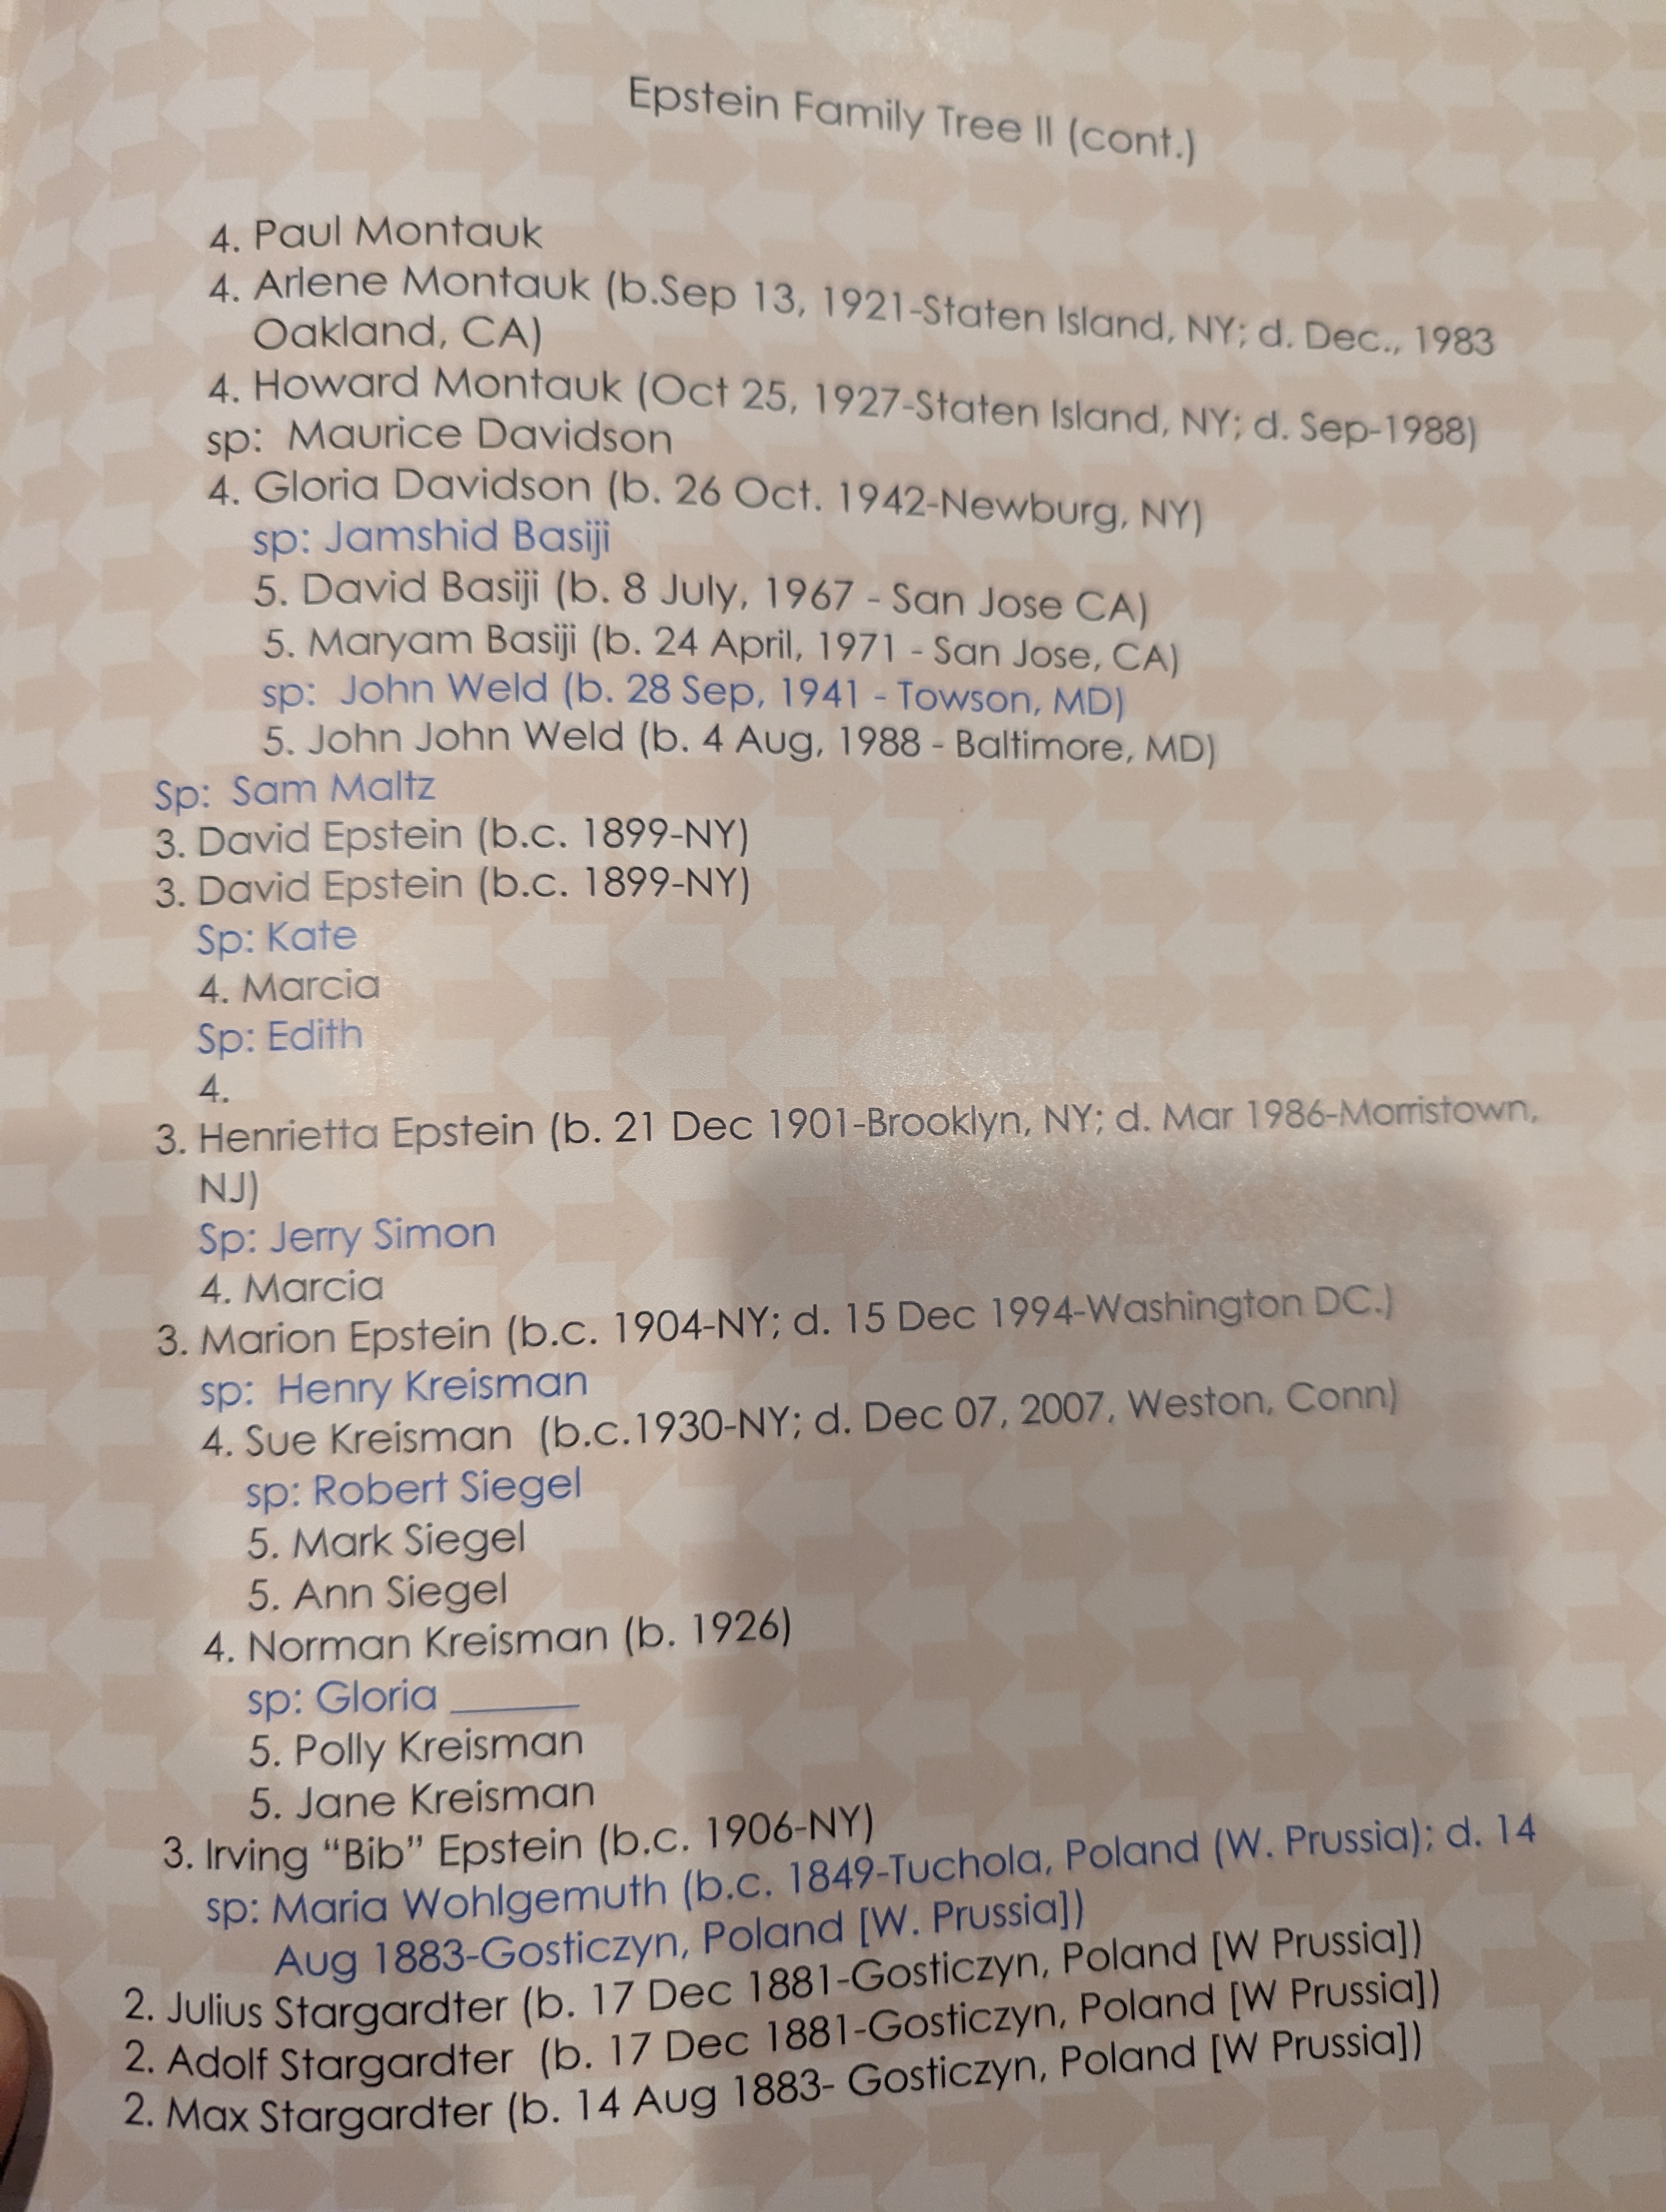 Epstein Family Tree II (cont.)
4. Paul Montauk
4. Arlene Montauk (b.Sep 13, 1921-Staten Island, NY; d. Dec., 1983
Oakland, CA)
4. Howard Montauk (Oct 25, 1927-Staten Island, NY; d. Sep-1988)
sp: Maurice Davidson
4. Gloria Davidson (b. 26 Oct. 1942-Newburg, NY)
sp: Jamshid Basiji
5. David Basiji (b. 8 July, 1967 - San Jose CA)
5. Maryam Basiji (b. 24 April, 1971 - San Jose, CA)
sp: John Weld (b. 28 Sep, 1941 - Towson, MD)
5. John John Weld (b. 4 Aug, 1988 - Baltimore, MD)
Sp: Sam Maltz
3. David Epstein (b.c. 1899-NY)
3. David Epstein (b.c. 1899-NY)
Sp: Kate
4. Marcia
Sp: Edith
4.
3. Henrietta Epstein (b. 21 Dec 1901-Brooklyn, NY; d. Mar 1986-Morristown,
NJ)
Sp: Jerry Simon
4. Marcia
3. Marion Epstein (b.c. 1904-NY; d. 15 Dec 1994-Washington DC.)
sp: Henry Kreisman
4. Sue Kreisman (b.c.1930-NY; d. Dec 07, 2007, Weston, Conn)
sp: Robert Siegel
5. Mark Siegel
5. Ann Siegel
4. Norman Kreisman (b. 1926)
sp: Gloria ______
5. Polly Kreisman
5. Jane Kreisman
3. Irving “Bib” Epstein (b.c. 1906-NY)
sp: Maria Wohlgemuth (b.c. 1849-Tuchola, Poland (W. Prussia); d. 14
Aug 1883-Gosticzyn, Poland [W. Prussia])
2. Julius Stargardter (b. 17 Dec 1881-Gosticzyn, Poland [W Prussia])
2. Adolf Stargardter (b. 17 Dec 1881-Gosticzyn, Poland [W Prussia])
2. Max Stargardter (b. 14 Aug 1883- Gosticzyn, Poland [W Prussia])